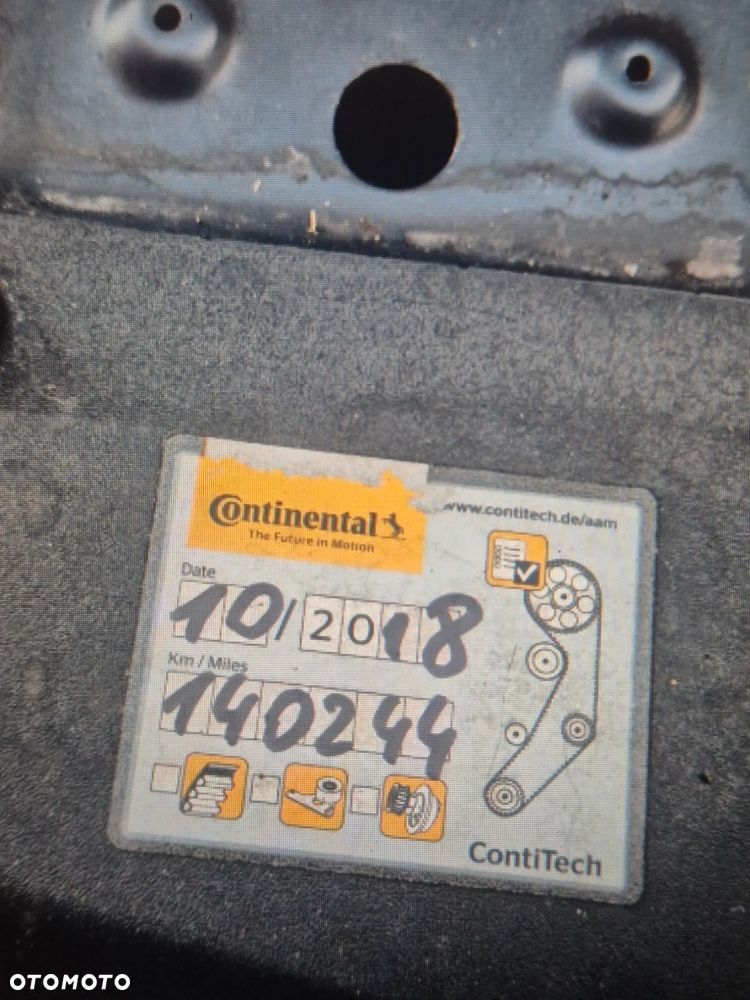 Continental
The Future in Motion
www.contitech.de/aam
Date
10/2018
Km / Miles
140244
ContiTech
OTOMOTO